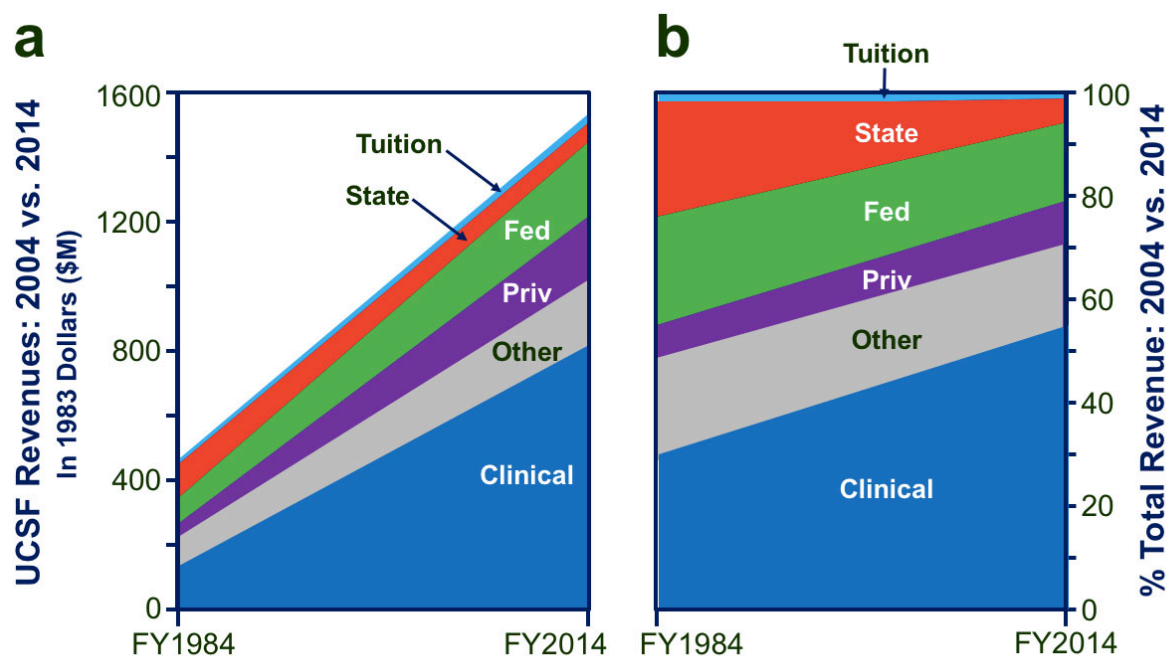 a
UCSF Revenues: 2004 vs. 2014
In 1983 Dollars ($M)
1600
1200
800
400
0
Tuition
State
Fed
Priv
Other
Clinical
FY1984
FY2014
b
Tuition
State
Fed
Priv
Other
Clinical
100
80
60
40
20
0
% Total Revenue: 2004 vs. 2014
FY1984
FY2014